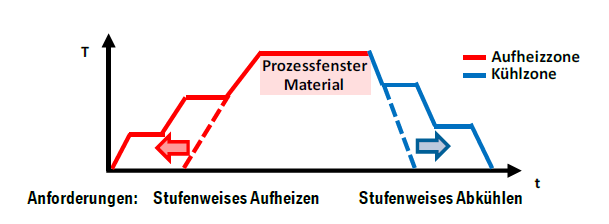 T
Aufheizzone
Kühlzone
Prozessfenster
Material
t
Anforderungen: Stufenweises Aufheizen Stufenweises Abkühlen